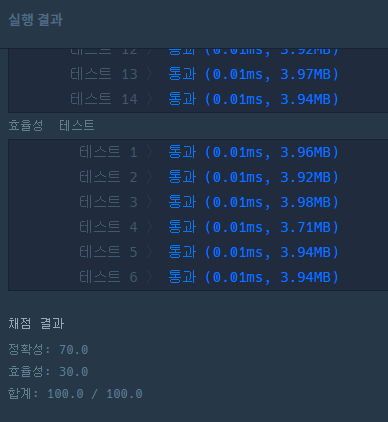 실행 결과
테스트 12 〉 통과 (0.01ms, 3.92MB)
테스트 13 〉 통과 (0.01ms, 3.97MB)
테스트 14 〉 통과 (0.01ms, 3.94MB)
효율성 테스트
테스트 1 〉 통과 (0.01ms, 3.96MB)
테스트 2 〉 통과 (0.01ms, 3.92MB)
테스트 3 〉 통과 (0.01ms, 3.98MB)
테스트 4 〉 통과 (0.01ms, 3.71MB)
테스트 5 〉 통과 (0.01ms, 3.94MB)
테스트 6 〉 통과 (0.01ms, 3.94MB)
채점 결과
정확성: 70.0
효율성: 30.0
합계: 100.0 / 100.0